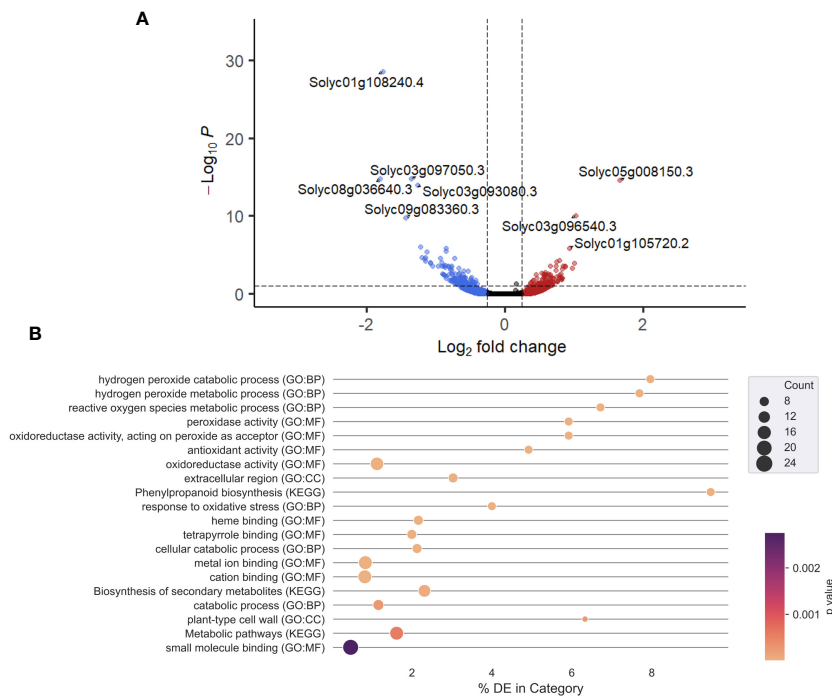 A
30
20
10
0
−Log10 P
Solyc01g108240.4
Solyc03g097050.3
Solyc05g008150.3
Solyc08g036640.3
Solyc03g093080.3
Solyc09g083360.3
Solyc03g096540.3
Solyc01g105720.2
-2 0 2
Log2 fold change
B
hydrogen peroxide catabolic process (GO:BP)
hydrogen peroxide metabolic process (GO:BP)
reactive oxygen species metabolic process (GO:BP)
peroxidase activity (GO:MF)
oxidoreductase activity, acting on peroxide as acceptor (GO:MF)
antioxidant activity (GO:MF)
oxidoreductase activity (GO:MF)
extracellular region (GO:CC)
Phenylpropanoid biosynthesis (KEGG)
response to oxidative stress (GO:BP)
heme binding (GO:MF)
tetrapyrrole binding (GO:MF)
cellular catabolic process (GO:BP)
metal ion binding (GO:MF)
cation binding (GO:MF)
Biosynthesis of secondary metabolites (KEGG)
catabolic process (GO:BP)
plant-type cell wall (GO:CC)
Metabolic pathways (KEGG)
small molecule binding (GO:MF)
2 4 6 8
% DE in Category
Count
8
12
16
20
24
0.002
0.001
p value